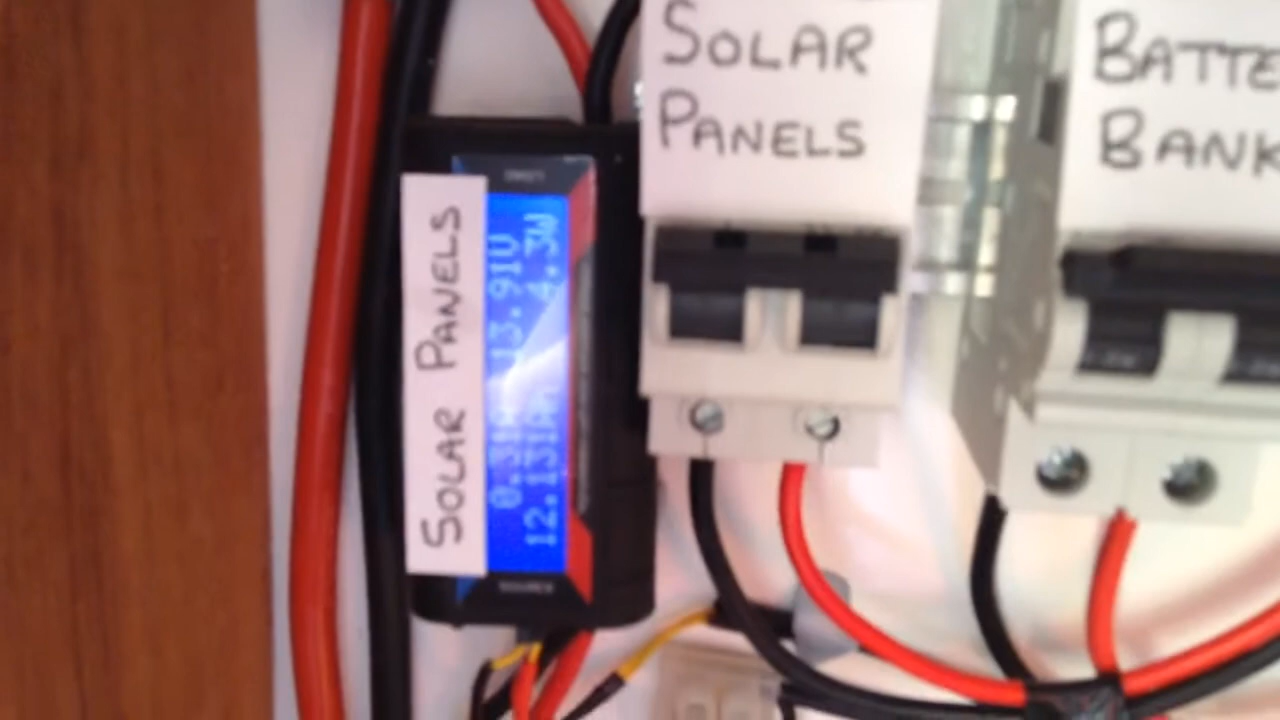 SOLAR
PANELS
BATTE
BANK
SOLAR PANELS
0.31A 13.91V
12.131Ah 4.3W